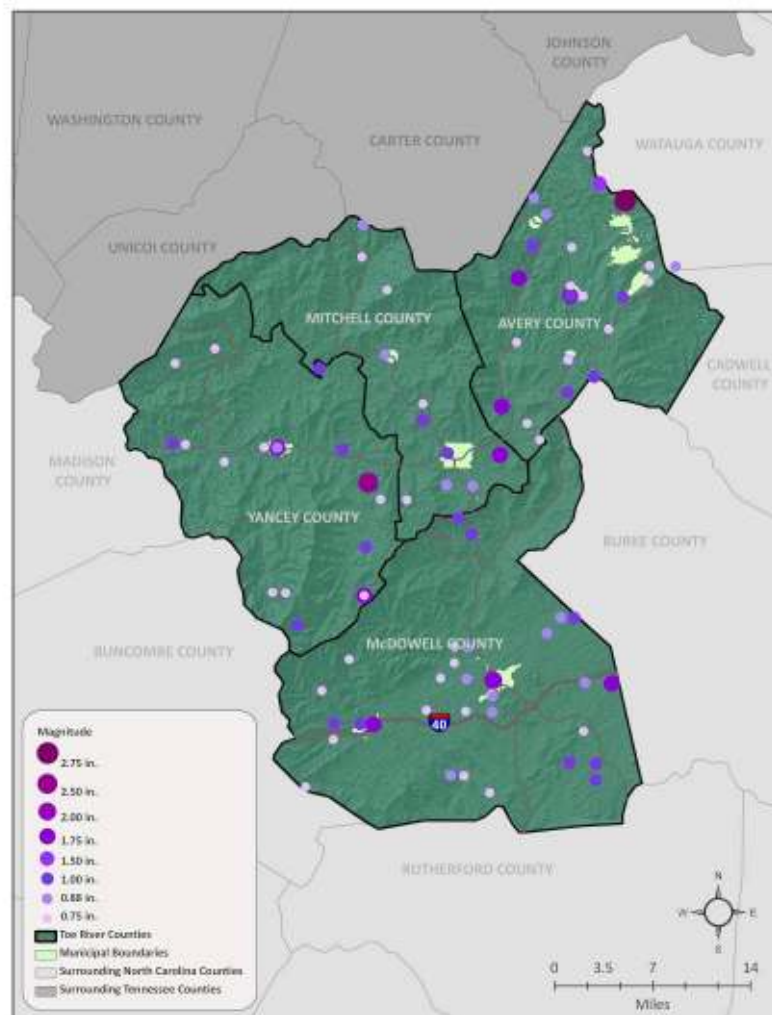 JOHNSON
COUNTY
WASHINGTON COUNTY
CARTER COUNTY
WATAUGA COUNTY
UNICOI COUNTY
MITCHELL COUNTY
AVERY COUNTY
CADWELL
COUNTY
MADISON
COUNTY
YANCEY COUNTY
BURKE COUNTY
BUNCOMBE COUNTY
McDOWELL COUNTY
40
RUTHERFORD COUNTY
Magnitude
2.75 in.
2.50 in.
2.00 in.
1.75 in.
1.50 in.
1.00 in.
0.88 in.
0.75 in.
Toe River Counties
Municipal Boundaries
Surrounding North Carolina Counties
Surrounding Tennessee Counties
N
W E
S
0 3.5 7 14
Miles